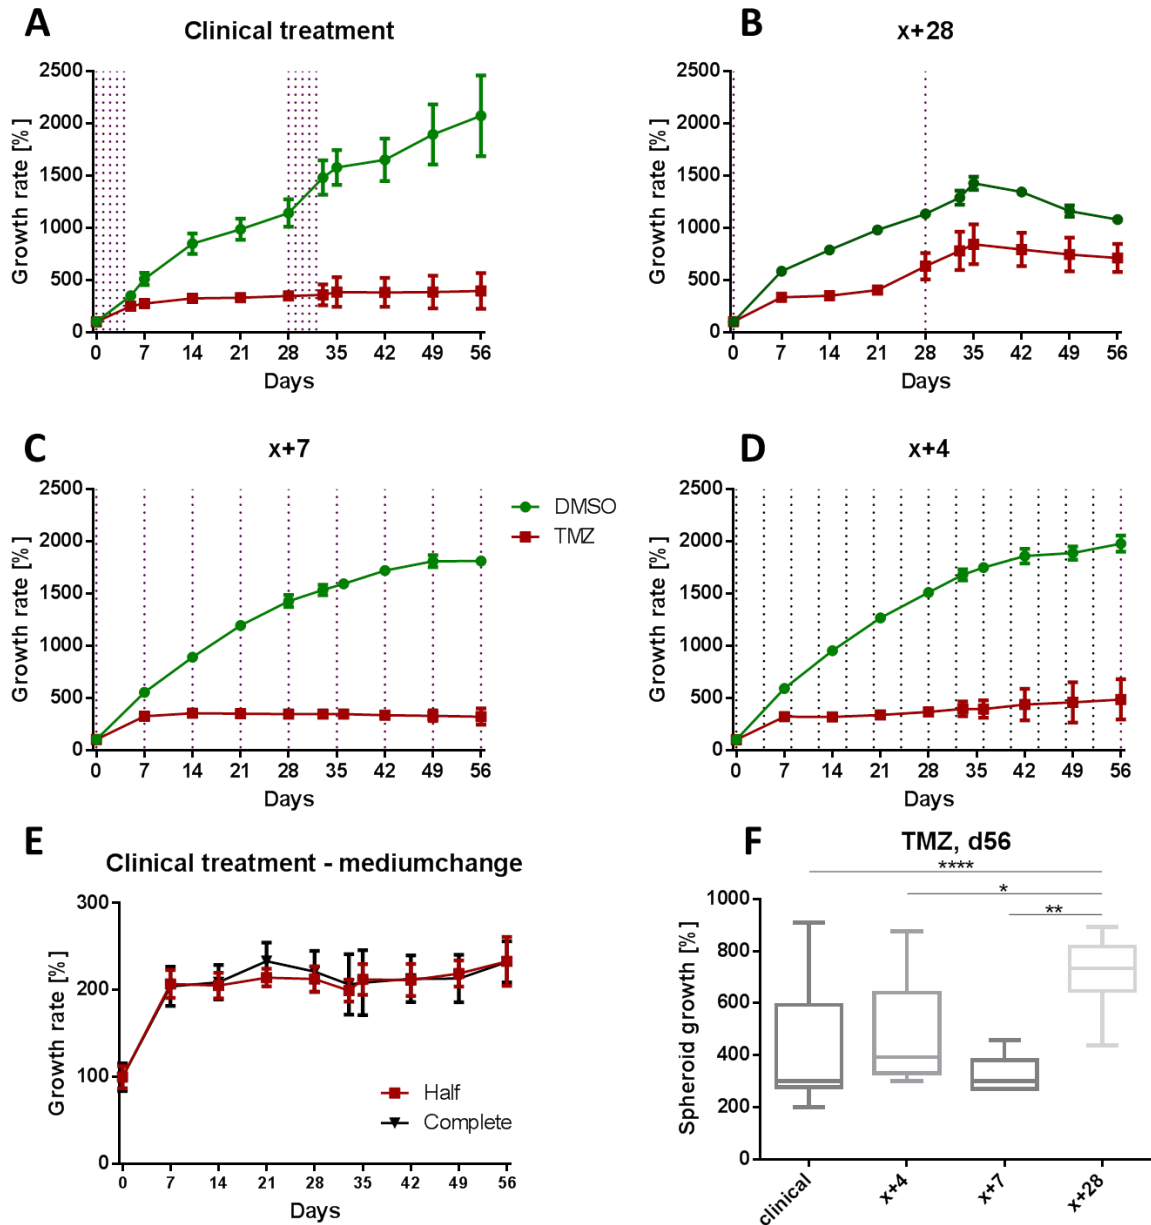 A
Clinical treatment
Growth rate [%]
2500
2000
1500
1000
500
0
0 7 14 21 28 35 42 49 56
Days
B
x+28
Growth rate [%]
2500
2000
1500
1000
500
0
0 7 14 21 28 35 42 49 56
Days
C
x+7
Growth rate [%]
2500
2000
1500
1000
500
0
0 7 14 21 28 35 42 49 56
Days
DMSO
TMZ
D
x+4
Growth rate [%]
2500
2000
1500
1000
500
0
0 7 14 21 28 35 42 49 56
Days
E
Clinical treatment - mediumchange
Growth rate [%]
300
200
100
0
0 7 14 21 28 35 42 49 56
Days
Half
Complete
F
TMZ, d56
****
*
**
Spheroid growth [%]
1000
800
600
400
200
0
clinical x+4 x+7 x+28